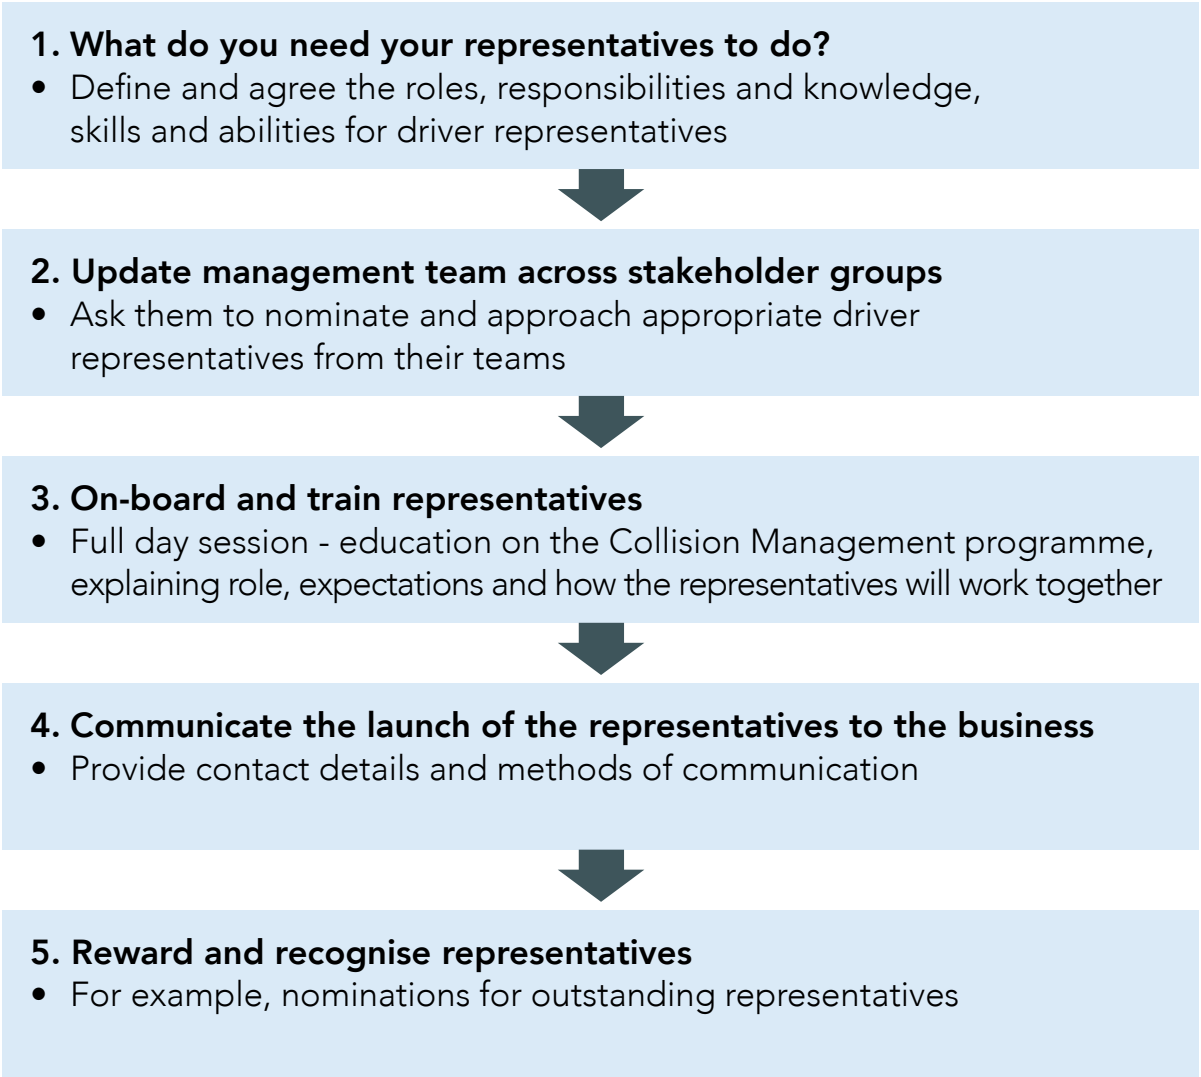 1. What do you need your representatives to do?
• Define and agree the roles, responsibilities and knowledge,
skills and abilities for driver representatives
2. Update management team across stakeholder groups
• Ask them to nominate and approach appropriate driver
representatives from their teams
3. On-board and train representatives
• Full day session - education on the Collision Management programme,
explaining role, expectations and how the representatives will work together
4. Communicate the launch of the representatives to the business
• Provide contact details and methods of communication
5. Reward and recognise representatives
• For example, nominations for outstanding representatives